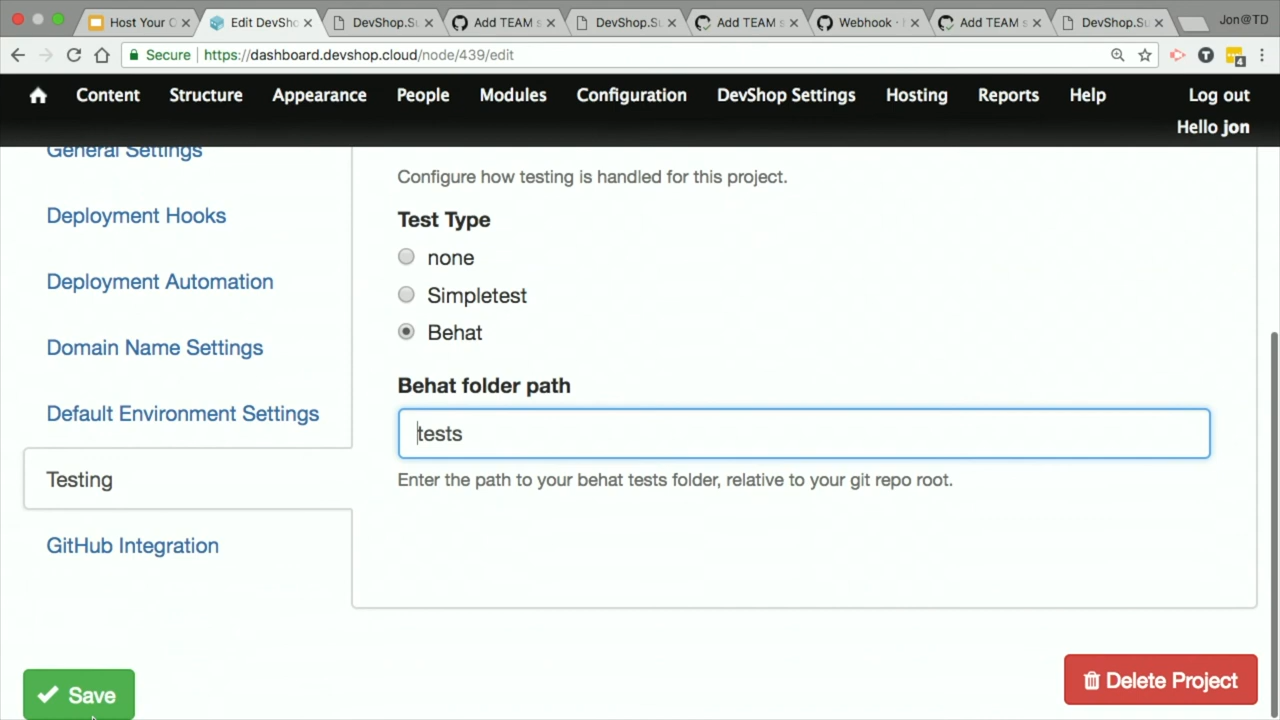 Host Your O
Edit DevSho
DevShop.Su
Add TEAM s
DevShop.Su
Add TEAM s
Webhook ·
Add TEAM s
DevShop.Su
Jon@TD
Secure https://dashboard.devshop.cloud/node/439/edit
T
4
Content Structure Appearance People Modules Configuration DevShop Settings Hosting Reports Help Log out
Hello jon
General Settings
Deployment Hooks
Deployment Automation
Domain Name Settings
Default Environment Settings
Testing
GitHub Integration
Configure how testing is handled for this project.
Test Type
none
Simpletest
Behat
Behat folder path
tests
Enter the path to your behat tests folder, relative to your git repo root.
Save
Delete Project